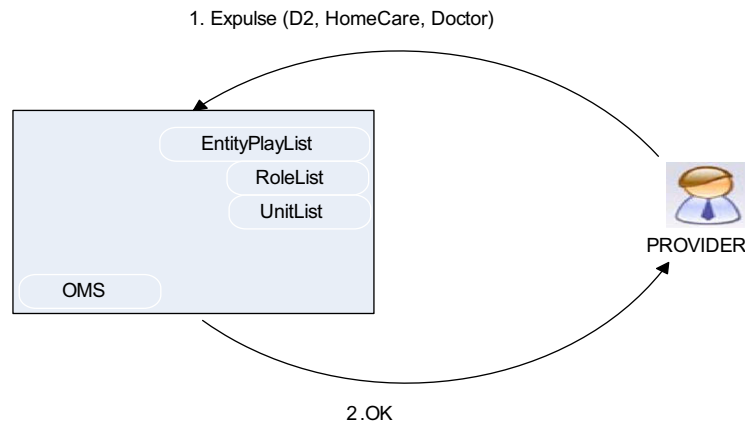 1. Expulse (D2, HomeCare, Doctor)
EntityPlayList
RoleList
UnitList
PROVIDER
OMS
2.OK